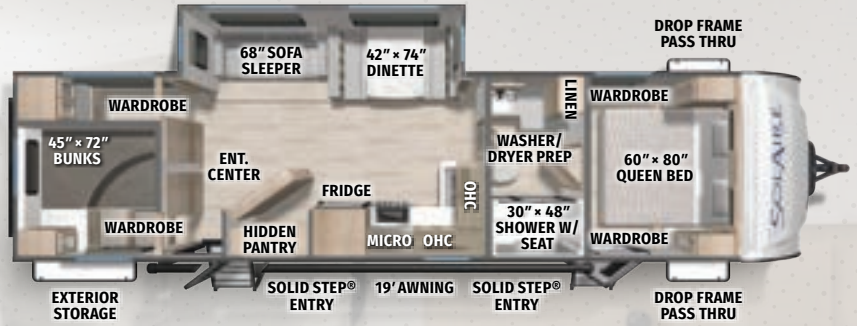 DROP FRAME
PASS THRU
68" SOFA
SLEEPER
42" × 74"
DINETTE
WARDROBE
LINEN
WARDROBE
45" × 72"
BUNKS
WASHER/
DRYER PREP
60" × 80"
QUEEN BED
ENT.
CENTER
FRIDGE
OHC
SOLAIRE
WARDROBE
HIDDEN
PANTRY
MICRO
OHC
30" × 48"
SHOWER W/
SEAT
WARDROBE
EXTERIOR
STORAGE
SOLID STEP®
ENTRY
19' AWNING
SOLID STEP®
ENTRY
DROP FRAME
PASS THRU